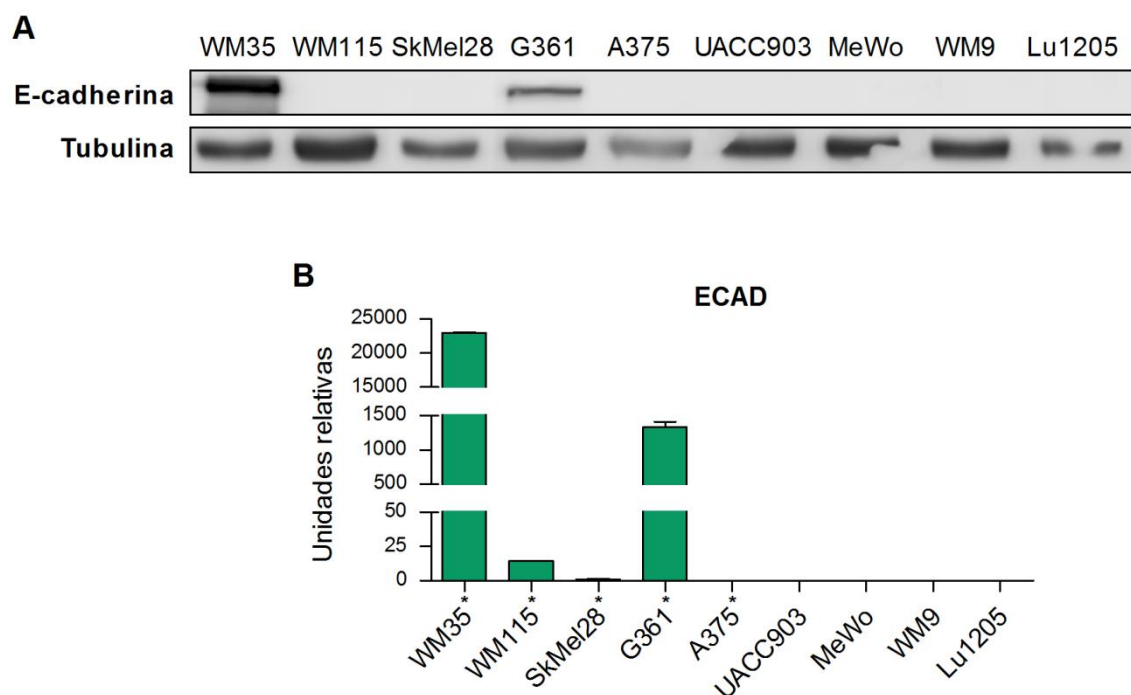 A
WM35 WM115 SkMel28 G361 A375 UACC903 MeWo WM9 Lu1205
E-cadherina
Tubulina
B
ECAD
Unidades relativas
25000
20000
15000
1500
1000
500
50
25
0
WM35* WM115* SkMel28* G361* A375* UACC903 MeWo WM9 Lu1205